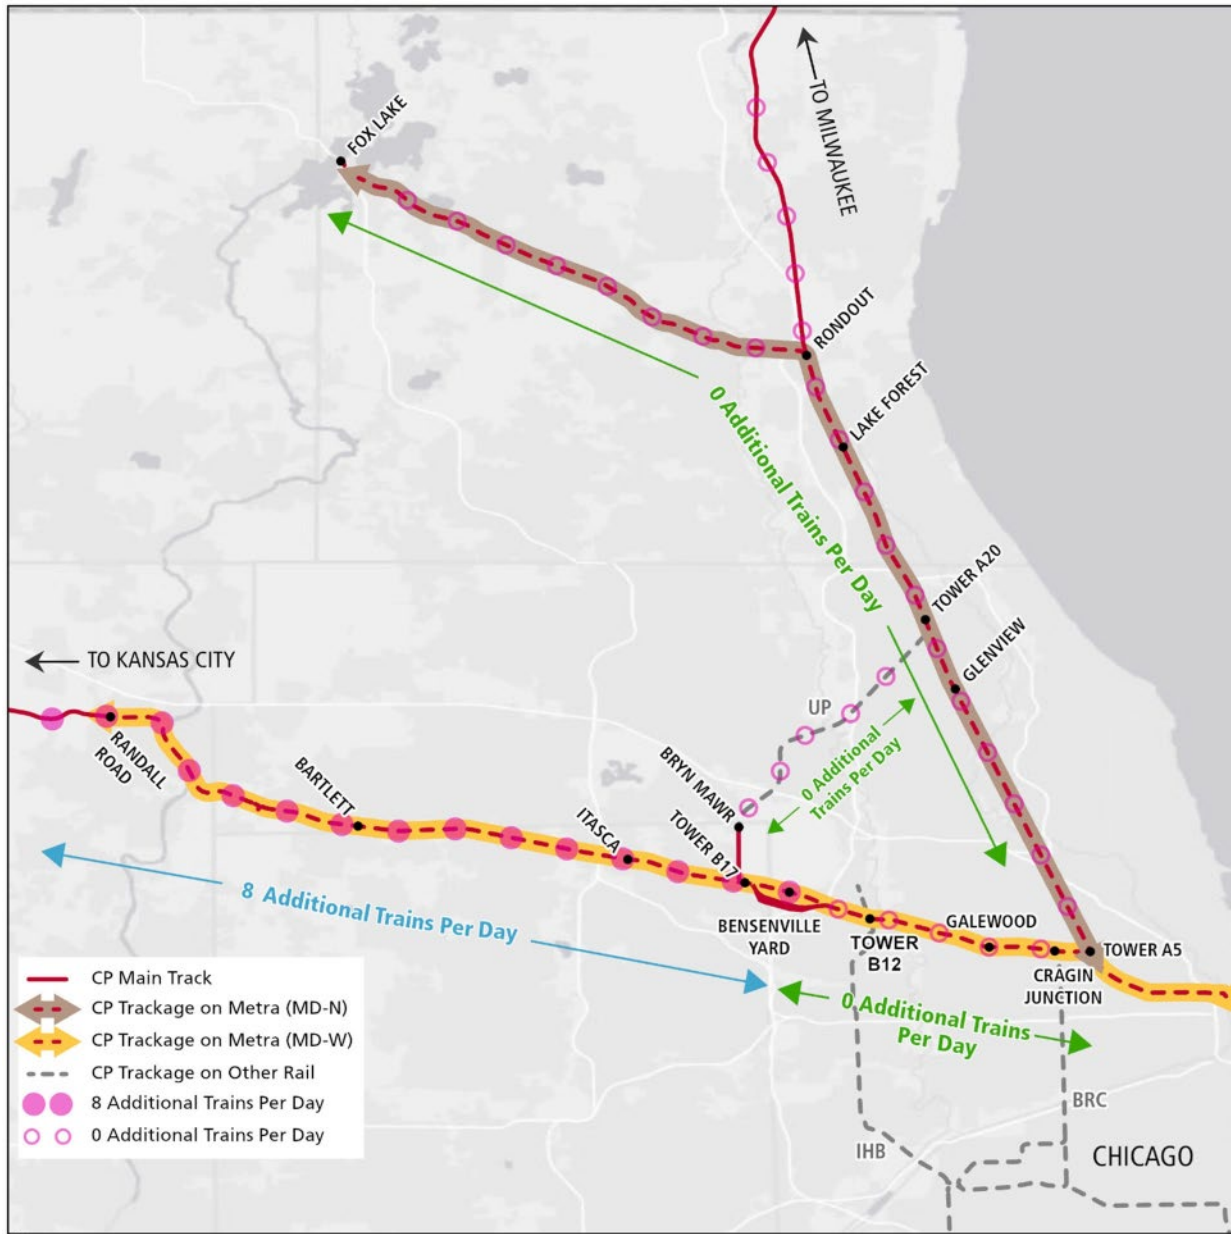 FOX LAKE
TO MILWAUKEE
RONDOUT
LAKE FOREST
0 Additional Trains Per Day
TOWER A20
GLENVIEW
TO KANSAS CITY
UP
0 Additional
Trains Per Day
RANDALL
ROAD
BARTLETT
ITASCA
BRYN MAWR
TOWER B17
8 Additional Trains Per Day
BENSENVILLE
YARD
TOWER
B12
GALEWOOD
CRAGIN
JUNCTION
TOWER A5
0 Additional Trains
Per Day
CP Main Track
CP Trackage on Metra (MD-N)
CP Trackage on Metra (MD-W)
CP Trackage on Other Rail
8 Additional Trains Per Day
0 Additional Trains Per Day
IHB
BRC
CHICAGO